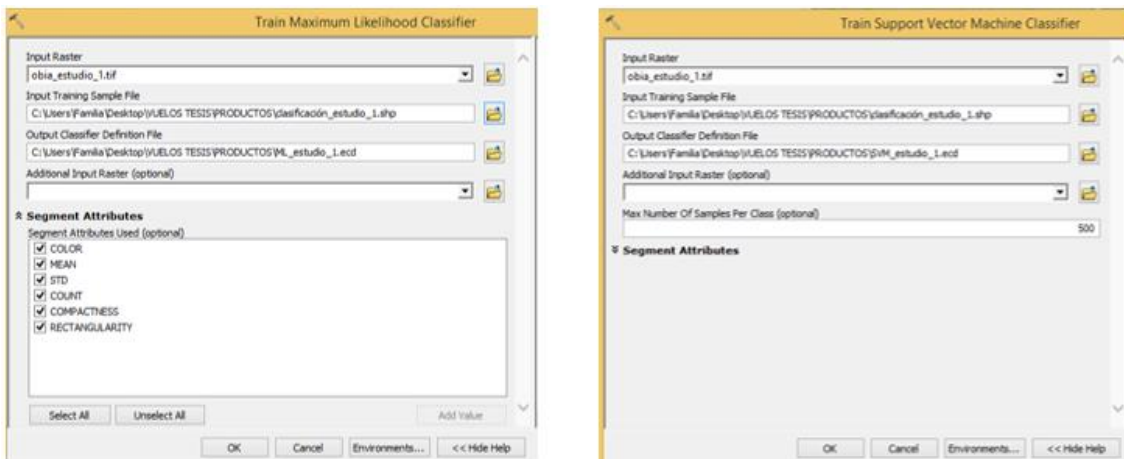 Train Maximum Likelihood Classifier
Input Raster
obia_estudio_1.tif
Input Training Sample File
C:\Users\Familia\Desktop\VUELOS TESIS\PRODUCTOS\clasificación_estudio_1.shp
Output Classifier Definition File
C:\Users\Familia\Desktop\VUELOS TESIS\PRODUCTOS\ML_estudio_1.ecd
Additional Input Raster (optional)
Segment Attributes
Segment Attributes Used (optional)
COLOR
MEAN
STD
COUNT
COMPACTNESS
RECTANGULARITY
Select All
Unselect All
Add Value
OK
Cancel
Environments...
<< Hide Help
Train Support Vector Machine Classifier
Input Raster
obia_estudio_1.tif
Input Training Sample File
C:\Users\Familia\Desktop\VUELOS TESIS\PRODUCTOS\clasificación_estudio_1.shp
Output Classifier Definition File
C:\Users\Familia\Desktop\VUELOS TESIS\PRODUCTOS\SVM_estudio_1.ecd
Additional Input Raster (optional)
Max Number Of Samples Per Class (optional)
500
Segment Attributes
OK
Cancel
Environments...
<< Hide Help